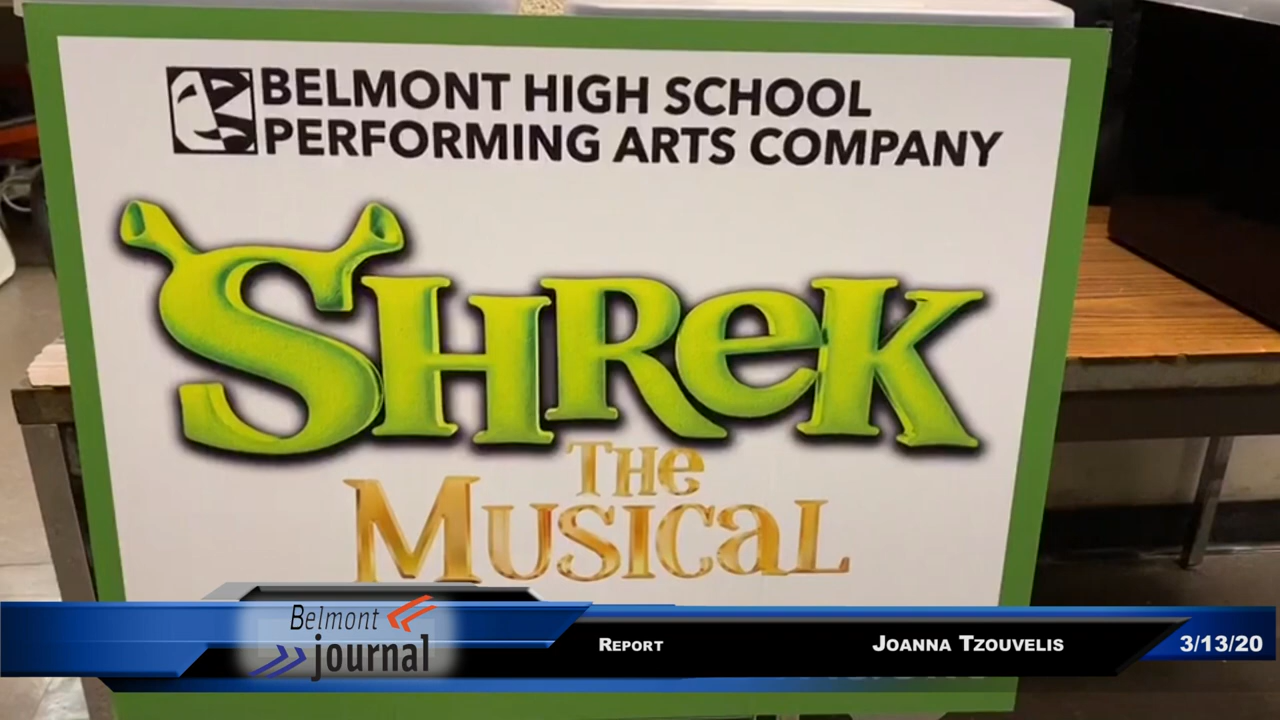 BELMONT HIGH SCHOOL
PERFORMING ARTS COMPANY
SHREK
THE
MUSICAL
Belmont
journal
REPORT
JOANNA TZOUVELIS
3/13/20